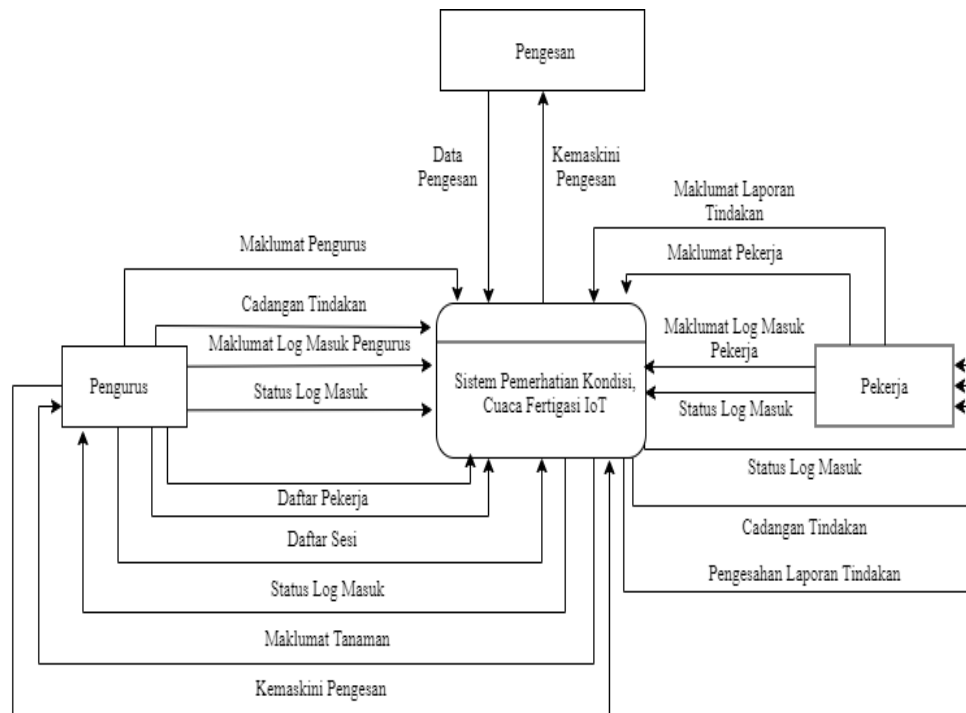 Pengesan
Data
Pengesan
Kemaskini
Pengesan
Maklumat Laporan
Tindakan
Maklumat Pengurus
Maklumat Pekerja
Cadangan Tindakan
Maklumat Log Masuk Pengurus
Maklumat Log Masuk
Pekerja
Pengurus
Sistem Pemerhatian Kondisi,
Cuaca Fertigasi IoT
Pekerja
Status Log Masuk
Status Log Masuk
Status Log Masuk
Daftar Pekerja
Cadangan Tindakan
Daftar Sesi
Pengesahan Laporan Tindakan
Status Log Masuk
Maklumat Tanaman
Kemaskini Pengesan